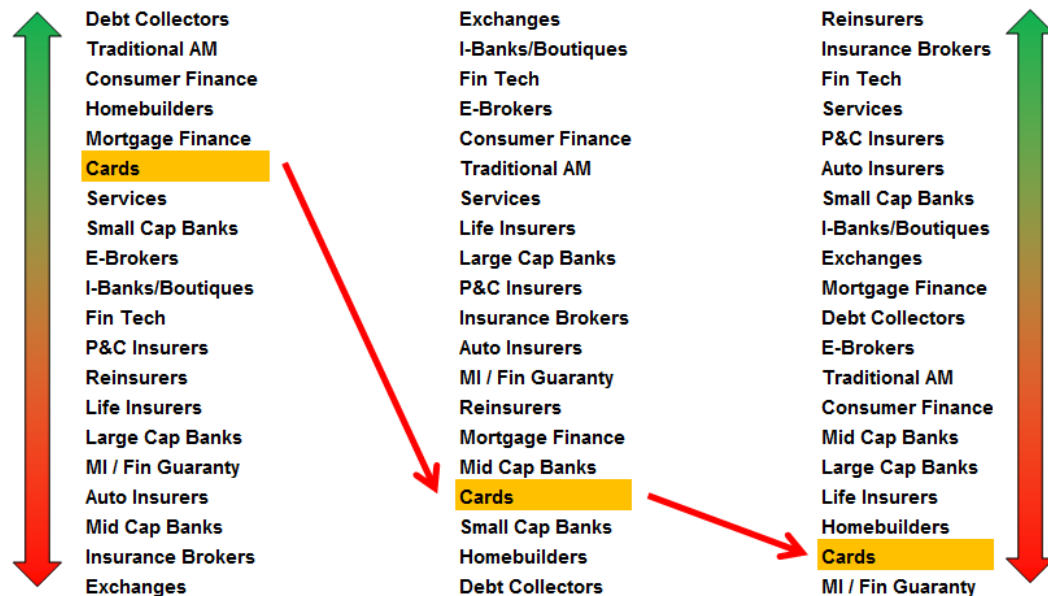 Debt Collectors
Traditional AM
Consumer Finance
Homebuilders
Mortgage Finance
Cards
Services
Small Cap Banks
E-Brokers
I-Banks/Boutiques
Fin Tech
P&C Insurers
Reinsurers
Life Insurers
Large Cap Banks
MI / Fin Guaranty
Auto Insurers
Mid Cap Banks
Insurance Brokers
Exchanges
Exchanges
I-Banks/Boutiques
Fin Tech
E-Brokers
Consumer Finance
Traditional AM
Services
Life Insurers
Large Cap Banks
P&C Insurers
Insurance Brokers
Auto Insurers
MI / Fin Guaranty
Reinsurers
Mortgage Finance
Mid Cap Banks
Cards
Small Cap Banks
Homebuilders
Debt Collectors
Reinsurers
Insurance Brokers
Fin Tech
Services
P&C Insurers
Auto Insurers
Small Cap Banks
I-Banks/Boutiques
Exchanges
Mortgage Finance
Debt Collectors
E-Brokers
Traditional AM
Consumer Finance
Mid Cap Banks
Large Cap Banks
Life Insurers
Homebuilders
Cards
MI / Fin Guaranty